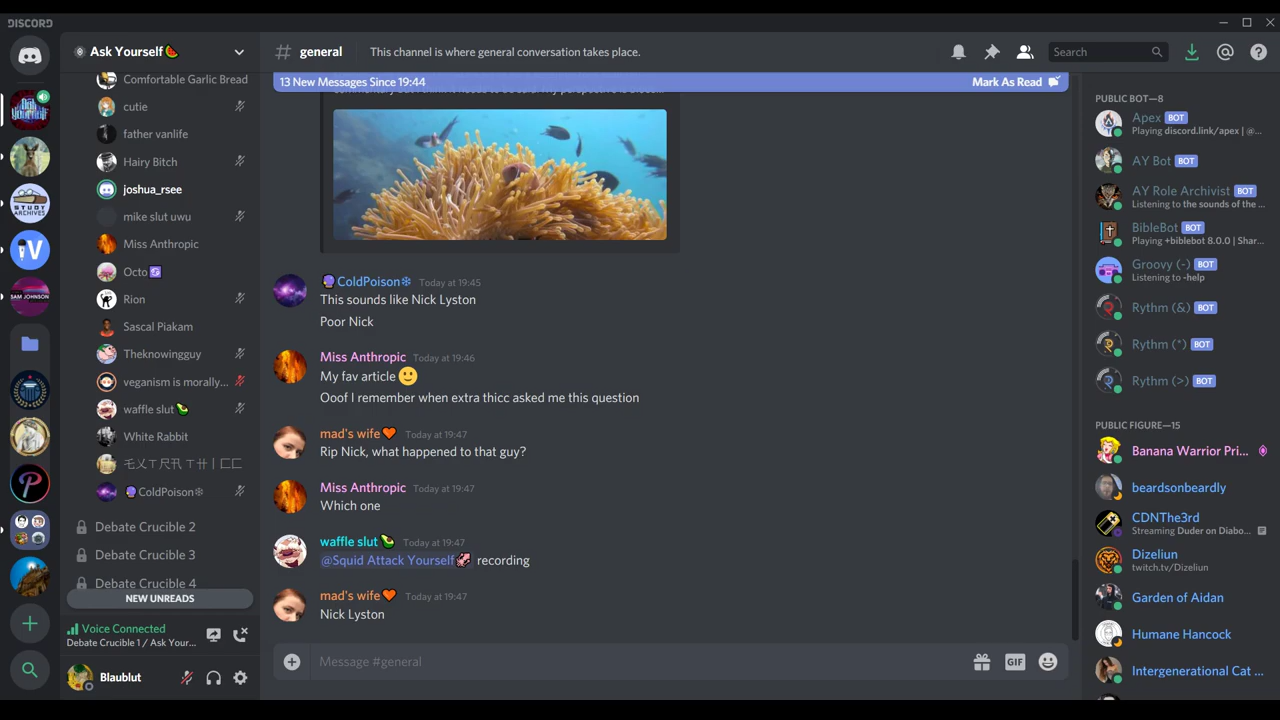 DISCORD
Ask Yourself🍉
# general
This channel is where general conversation takes place.
Search
13 New Messages Since 19:44
Mark As Read
Comfortable Garlic Bread
cutie
father vanlife
Hairy Bitch
joshua_rsee
mike slut uwu
Miss Anthropic
Octo
Rion
Sascal Piakam
Theknowingguy
veganism is morally...
waffle slut🥑
White Rabbit
🔮ColdPoison❄
Debate Crucible 2
Debate Crucible 3
Debate Crucible 4
NEW UNREADS
Voice Connected
Debate Crucible 1 / Ask Your...
Blaublut
SAM JOHNSON
🔮ColdPoison❄ Today at 19:45
This sounds like Nick Lyston
Poor Nick
Miss Anthropic Today at 19:46
My fav article 🙂
Ooof I remember when extra thicc asked me this question
mad's wife🧡 Today at 19:47
Rip Nick, what happened to that guy?
Miss Anthropic Today at 19:47
Which one
waffle slut🥑 Today at 19:47
@Squid Attack Yourself🦑 recording
mad's wife🧡 Today at 19:47
Nick Lyston
Message #general
GIF
PUBLIC BOT—8
Apex BOT
Playing discord.link/apex | @...
AY Bot BOT
AY Role Archivist BOT
Listening to the sounds of the ...
BibleBot BOT
Playing +biblebot 8.0.0 | Shar...
Groovy (-) BOT
Listening to -help
Rythm (&) BOT
Rythm (*) BOT
Rythm (>) BOT
PUBLIC FIGURE—15
Banana Warrior Pri...
beardsonbeardly
CDNThe3rd
Streaming Duder on Diabo...
Dizeliun
twitch.tv/Dizeliun
Garden of Aidan
Humane Hancock
Intergenerational Cat ...